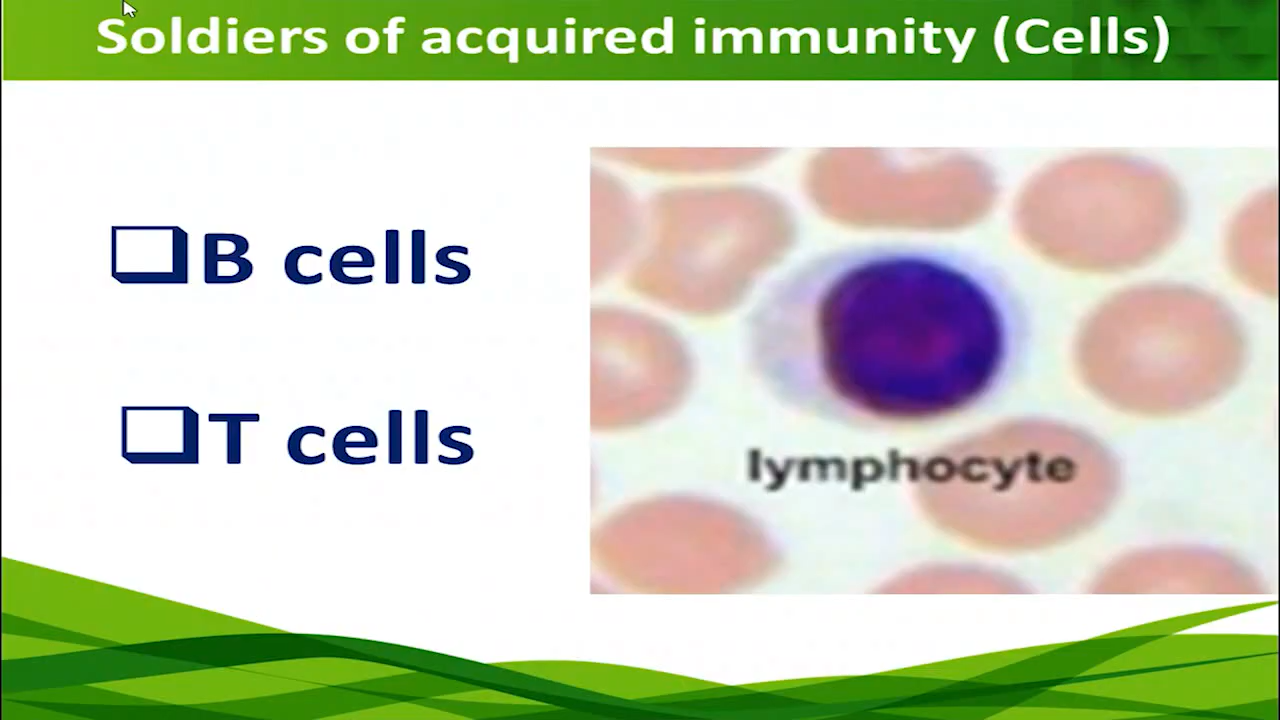 Soldiers of acquired immunity (Cells)
B cells
T cells
lymphocyte